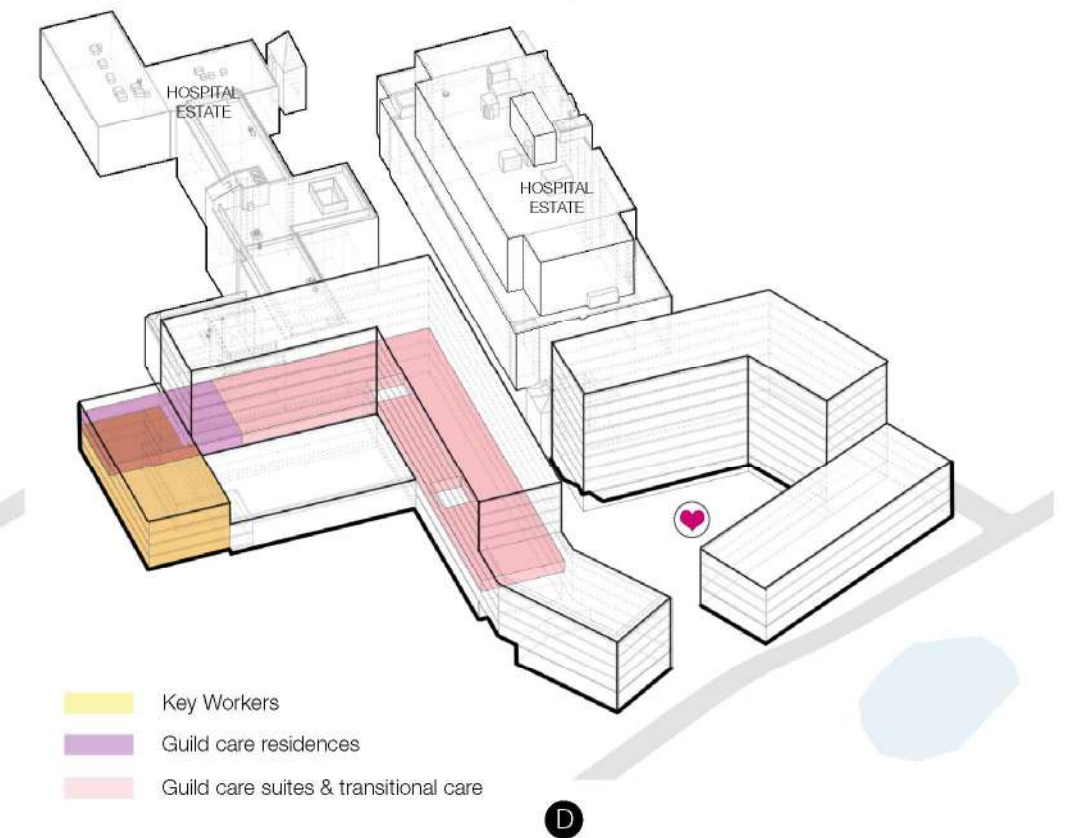 HOSPITAL
ESTATE
HOSPITAL
ESTATE
Key Workers
Guild care residences
Guild care suites & transitional care
D